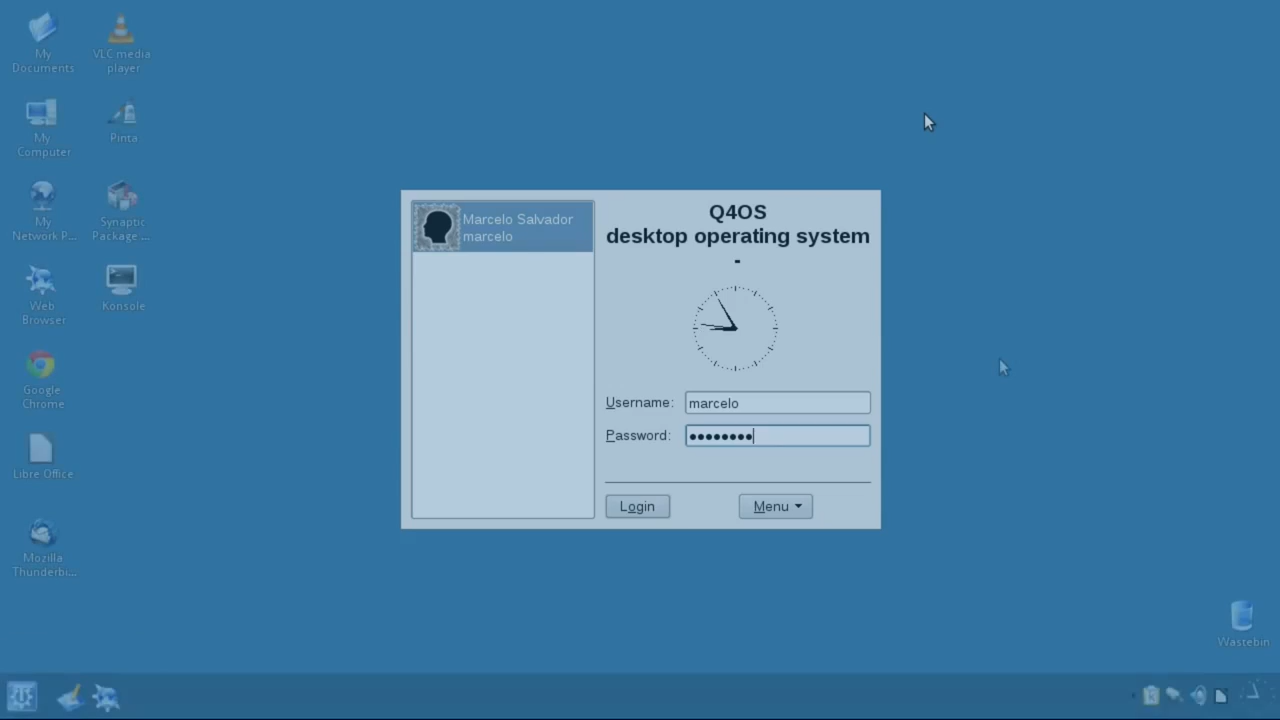 My
Documents
VLC media
player
My
Computer
Pinta
My
Network P...
Synaptic
Package ...
Web
Browser
Konsole
Google
Chrome
Libre Office
Mozilla
Thunderbi...
Marcelo Salvador
marcelo
Q4OS
desktop operating system
-
Username: marcelo
Password: ●●●●●●●●
Login
Menu
Wastebin